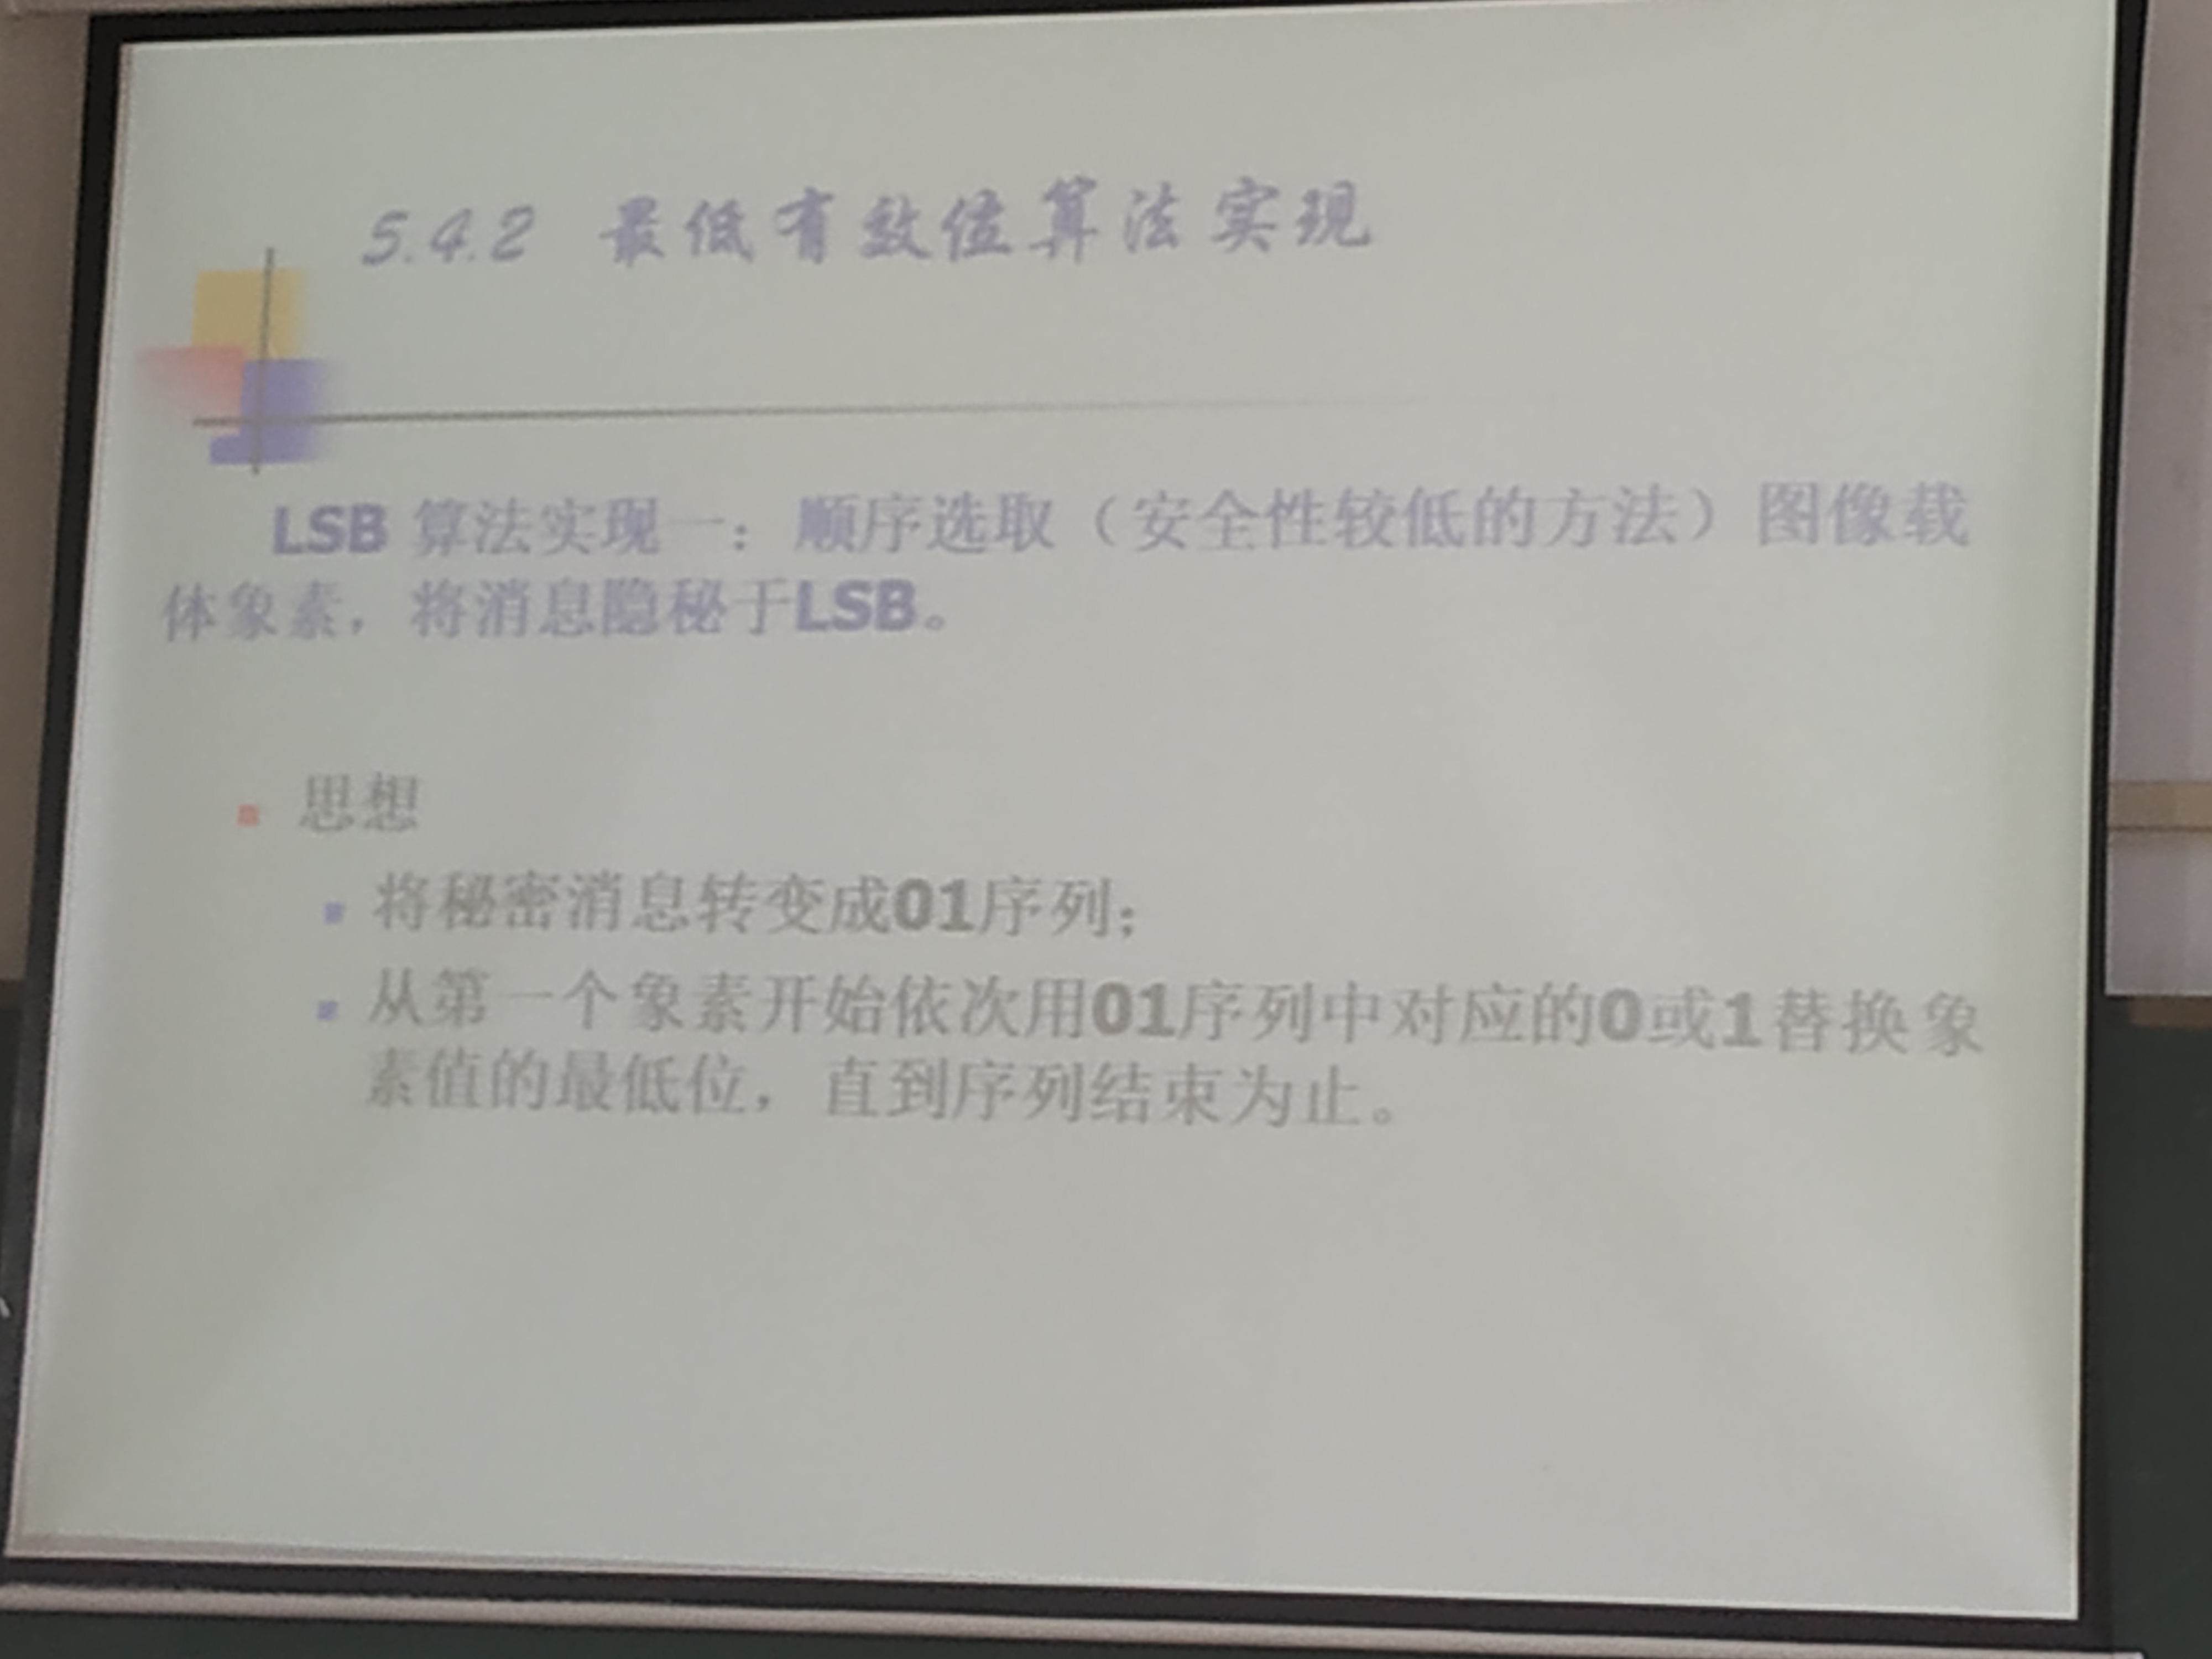 5.4.2 最低有效位算法实现
LSB 算法实现一：顺序选取（安全性较低的方法）图像载
体象素，将消息隐秘于LSB。
思想
将秘密消息转变成01序列；
从第一个象素开始依次用01序列中对应的0或1替换象
素值的最低位，直到序列结束为止。